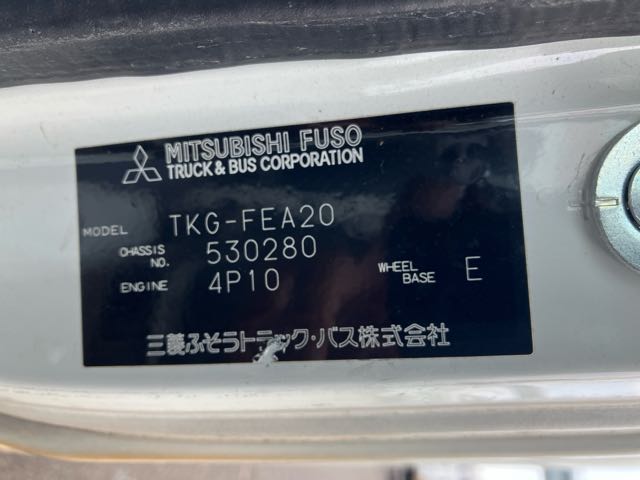 MITSUBISHI FUSO
TRUCK & BUS CORPORATION
MODEL TKG-FEA20
CHASSIS NO. 530280
ENGINE 4P10 WHEEL BASE E
三菱ふそうトラック・バス株式会社